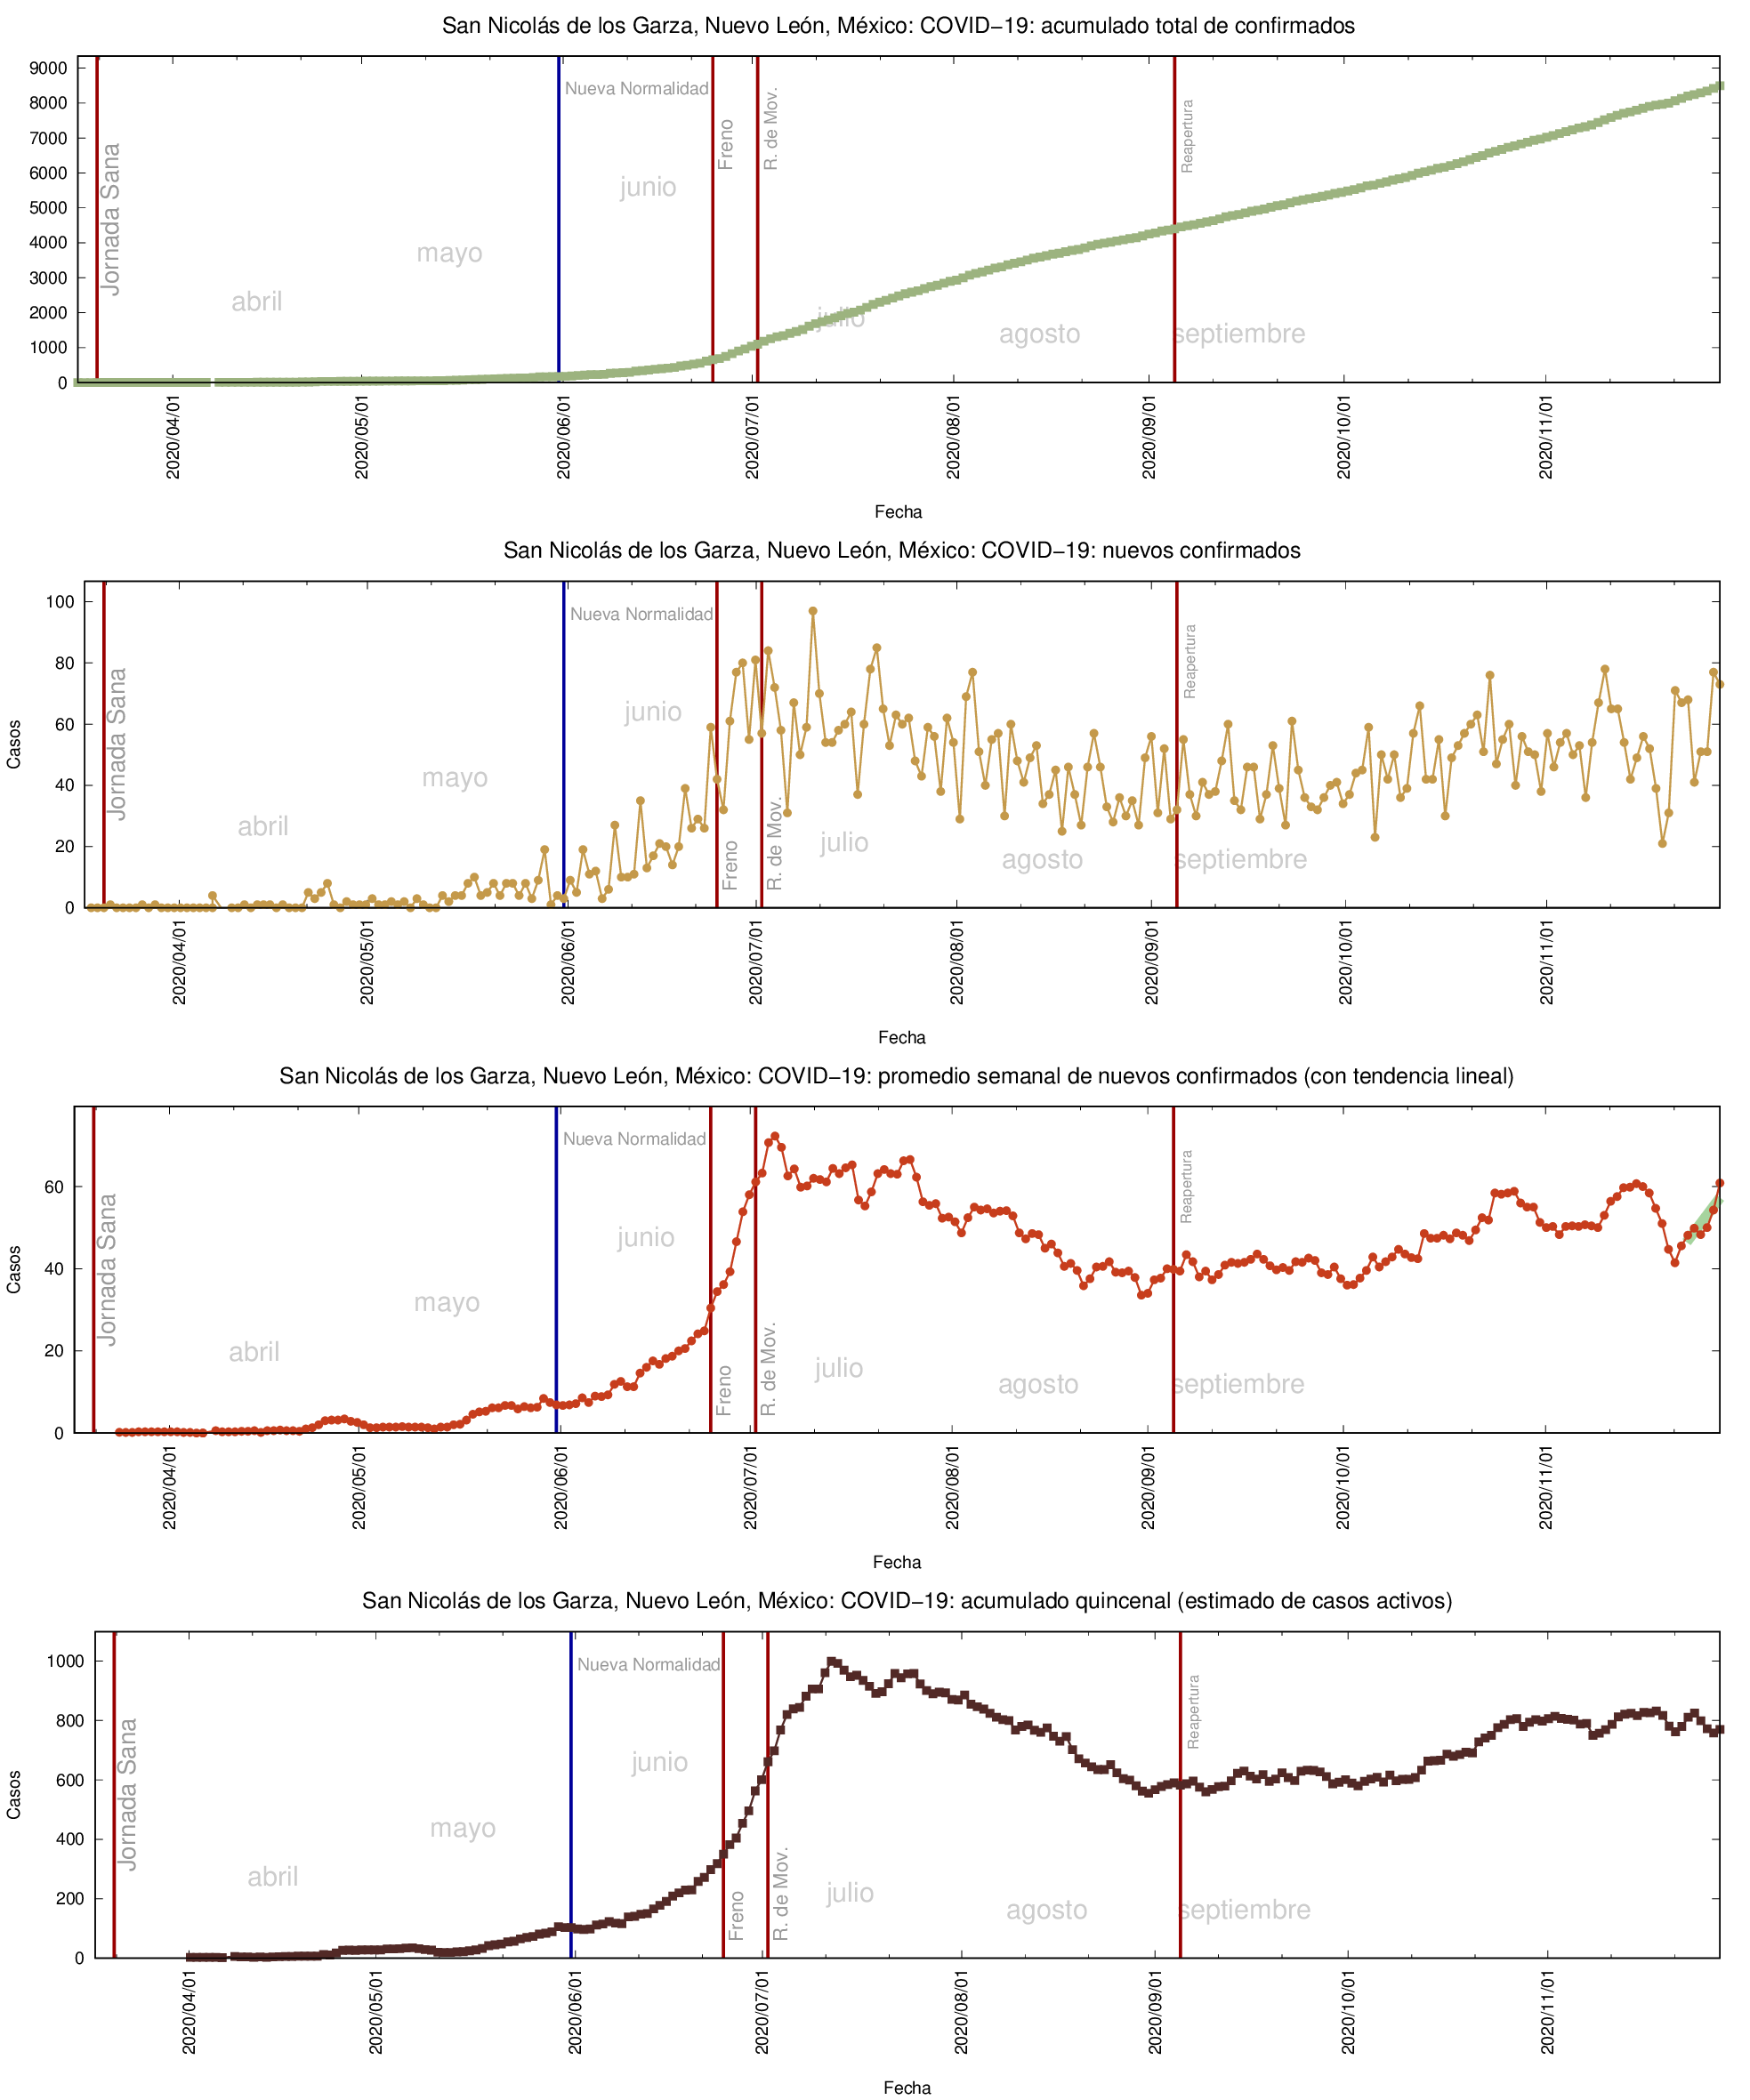 San Nicolás de los Garza, Nuevo León, México: COVID−19: acumulado total de confirmados
9000
8000
7000
6000
5000
4000
3000
2000
1000
0
Jornada Sana
abril
mayo
Nueva Normalidad
junio
Freno
R. de Mov.
julio
agosto
Reapertura
septiembre
2020/04/01
2020/05/01
2020/06/01
2020/07/01
2020/08/01
2020/09/01
2020/10/01
2020/11/01
Fecha
San Nicolás de los Garza, Nuevo León, México: COVID−19: nuevos confirmados
Casos
100
80
60
40
20
0
Jornada Sana
abril
mayo
Nueva Normalidad
junio
Freno
R. de Mov.
julio
agosto
Reapertura
septiembre
2020/04/01
2020/05/01
2020/06/01
2020/07/01
2020/08/01
2020/09/01
2020/10/01
2020/11/01
Fecha
San Nicolás de los Garza, Nuevo León, México: COVID−19: promedio semanal de nuevos confirmados (con tendencia lineal)
Casos
60
40
20
0
Jornada Sana
abril
mayo
Nueva Normalidad
junio
Freno
R. de Mov.
julio
agosto
Reapertura
septiembre
2020/04/01
2020/05/01
2020/06/01
2020/07/01
2020/08/01
2020/09/01
2020/10/01
2020/11/01
Fecha
San Nicolás de los Garza, Nuevo León, México: COVID−19: acumulado quincenal (estimado de casos activos)
Casos
1000
800
600
400
200
0
Jornada Sana
abril
mayo
Nueva Normalidad
junio
Freno
R. de Mov.
julio
agosto
Reapertura
septiembre
2020/04/01
2020/05/01
2020/06/01
2020/07/01
2020/08/01
2020/09/01
2020/10/01
2020/11/01
Fecha